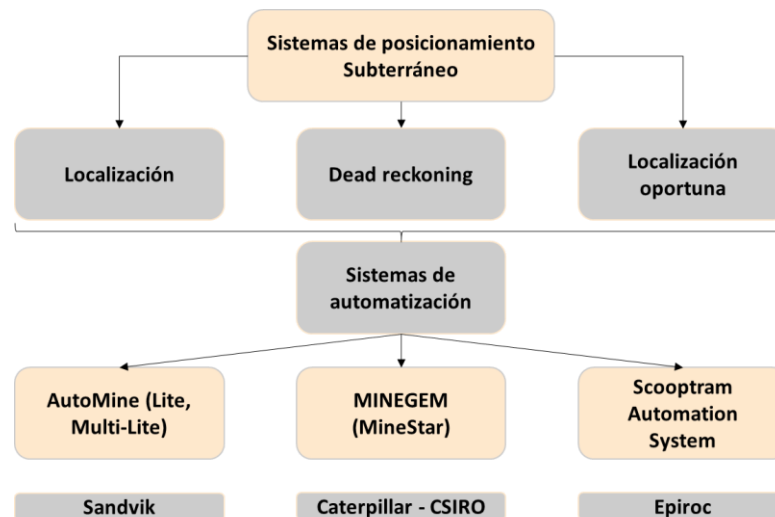 Sistemas de posicionamiento
Subterráneo
Localización
Dead reckoning
Localización
oportuna
Sistemas de
automatización
AutoMine (Lite,
Multi-Lite)
MINEGEM
(MineStar)
Scooptram
Automation
System
Sandvik
Caterpillar - CSIRO
Epiroc